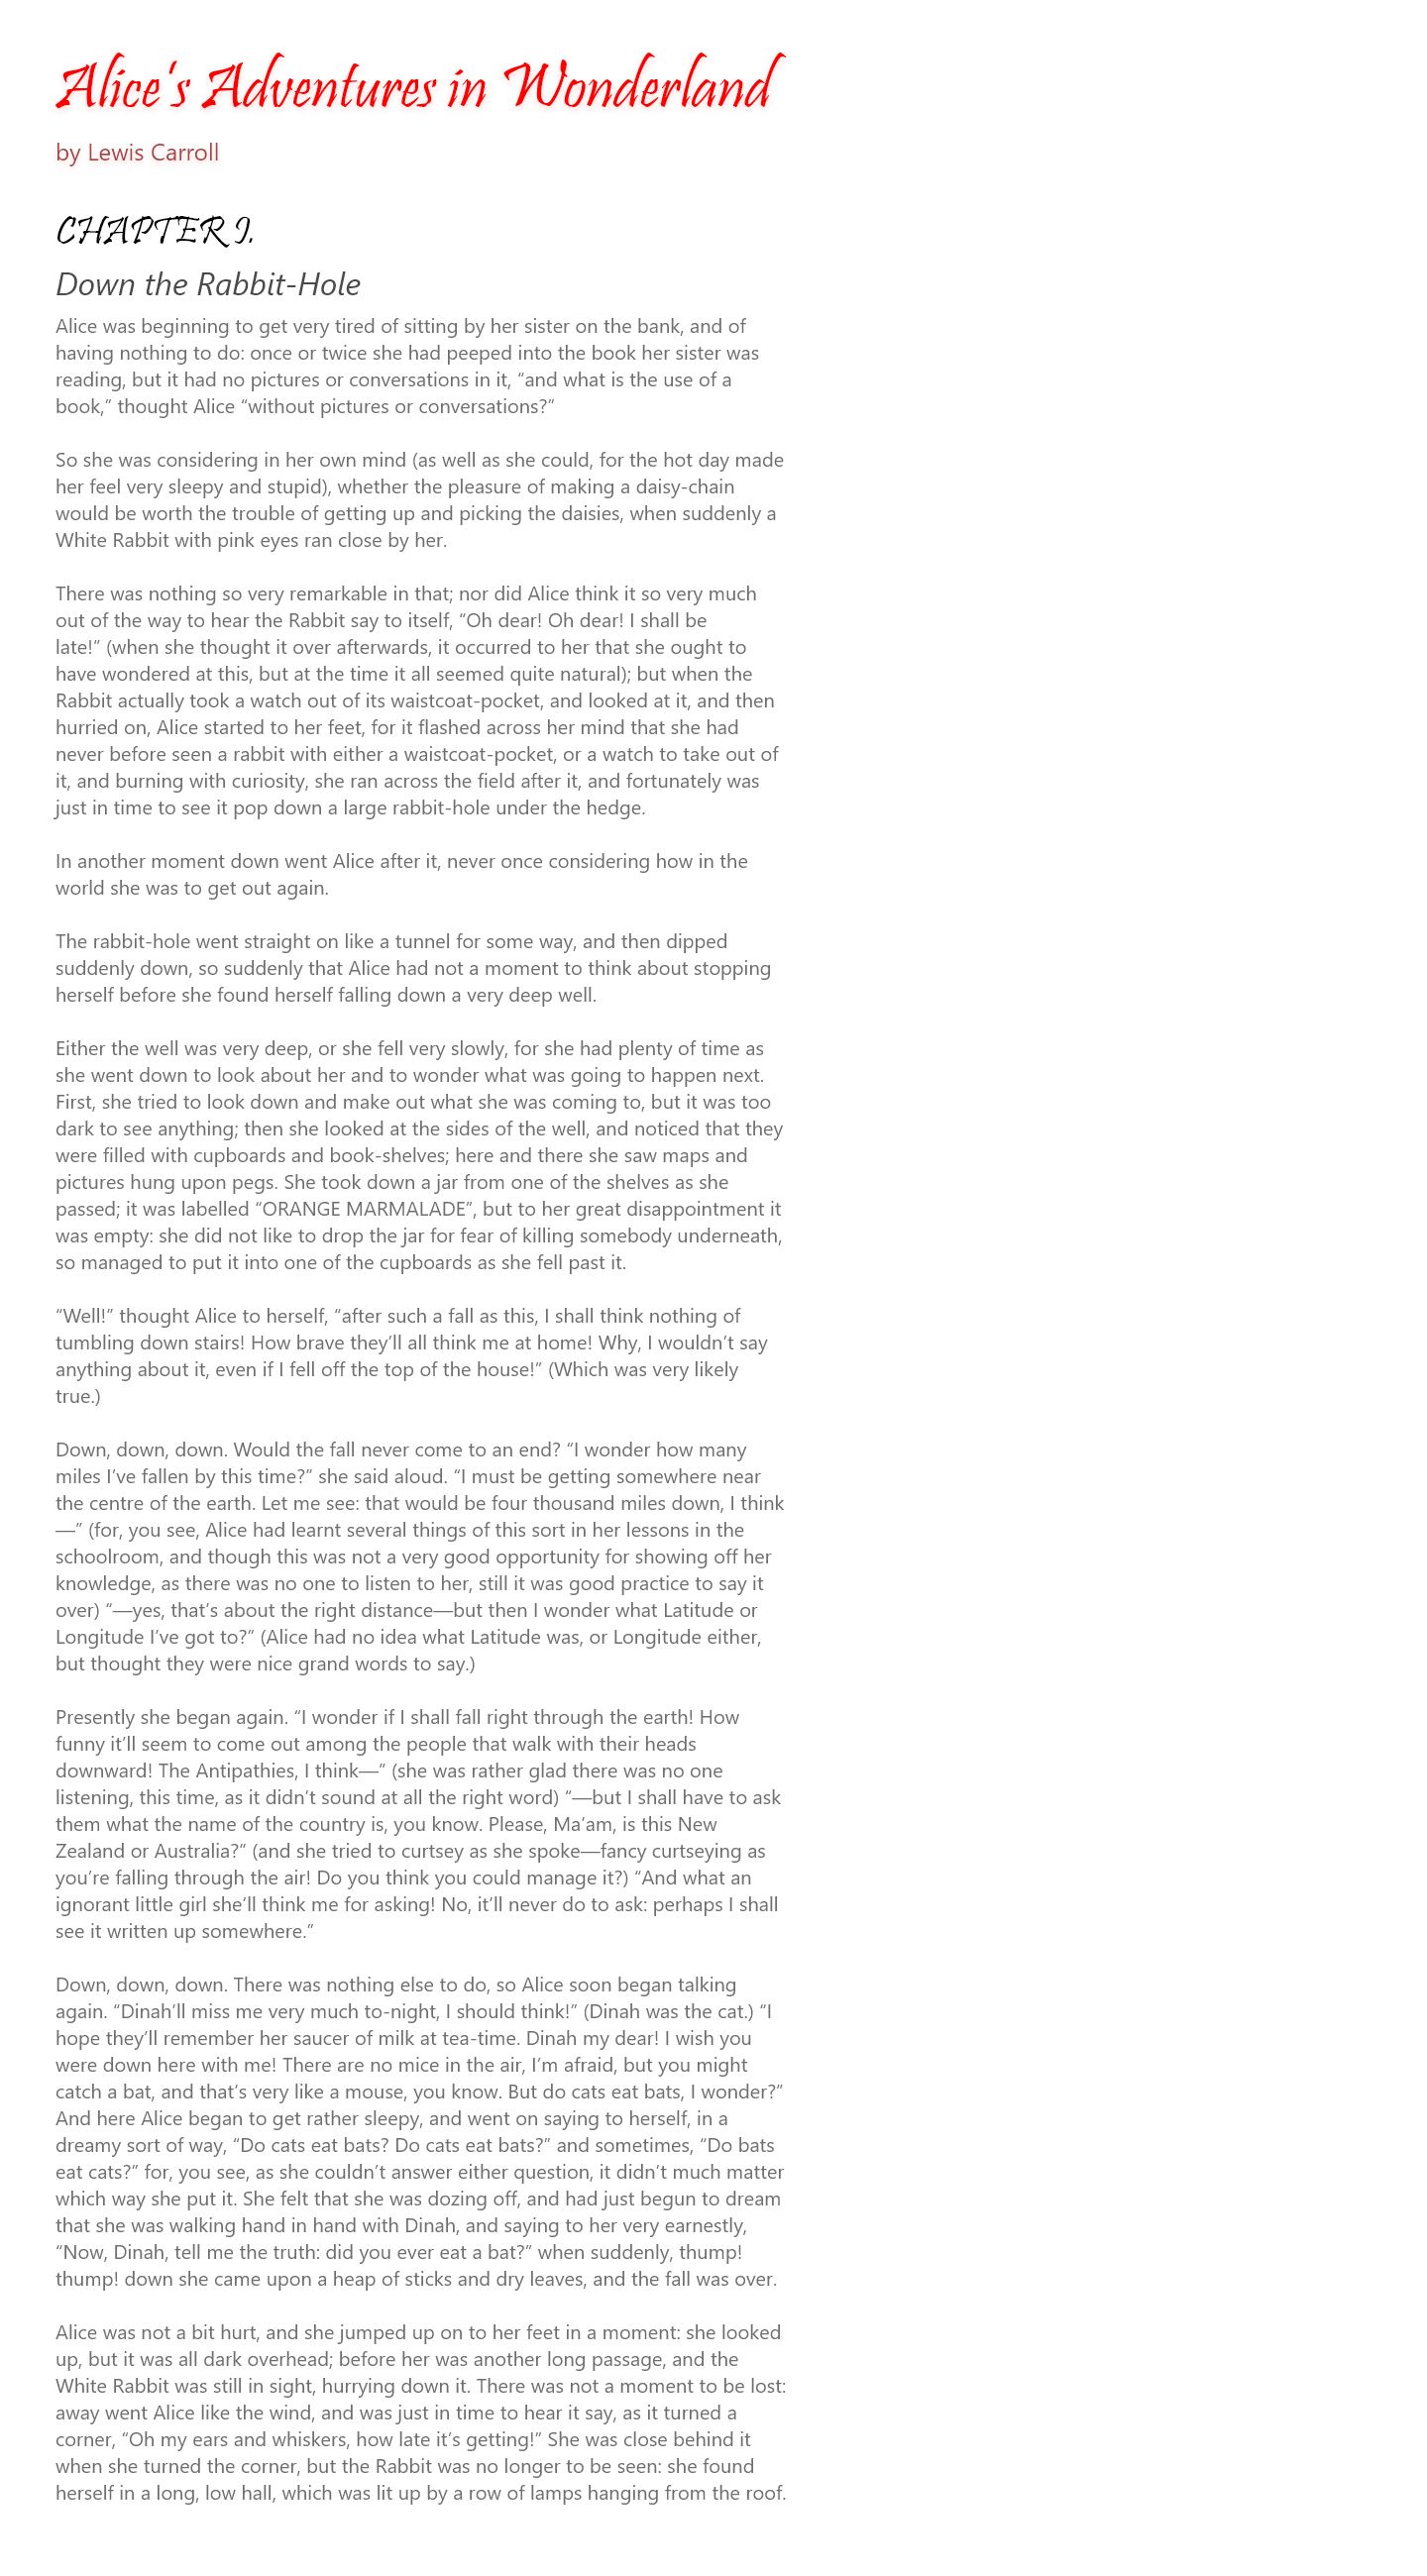 Alice's Adventures in Wonderland
by Lewis Carroll
CHAPTER I.
Down the Rabbit-Hole
Alice was beginning to get very tired of sitting by her sister on the bank, and of
having nothing to do: once or twice she had peeped into the book her sister was
reading, but it had no pictures or conversations in it, “and what is the use of a
book,” thought Alice “without pictures or conversations?”
So she was considering in her own mind (as well as she could, for the hot day made
her feel very sleepy and stupid), whether the pleasure of making a daisy-chain
would be worth the trouble of getting up and picking the daisies, when suddenly a
White Rabbit with pink eyes ran close by her.
There was nothing so very remarkable in that; nor did Alice think it so very much
out of the way to hear the Rabbit say to itself, “Oh dear! Oh dear! I shall be
late!” (when she thought it over afterwards, it occurred to her that she ought to
have wondered at this, but at the time it all seemed quite natural); but when the
Rabbit actually took a watch out of its waistcoat-pocket, and looked at it, and then
hurried on, Alice started to her feet, for it flashed across her mind that she had
never before seen a rabbit with either a waistcoat-pocket, or a watch to take out of
it, and burning with curiosity, she ran across the field after it, and fortunately was
just in time to see it pop down a large rabbit-hole under the hedge.
In another moment down went Alice after it, never once considering how in the
world she was to get out again.
The rabbit-hole went straight on like a tunnel for some way, and then dipped
suddenly down, so suddenly that Alice had not a moment to think about stopping
herself before she found herself falling down a very deep well.
Either the well was very deep, or she fell very slowly, for she had plenty of time as
she went down to look about her and to wonder what was going to happen next.
First, she tried to look down and make out what she was coming to, but it was too
dark to see anything; then she looked at the sides of the well, and noticed that they
were filled with cupboards and book-shelves; here and there she saw maps and
pictures hung upon pegs. She took down a jar from one of the shelves as she
passed; it was labelled “ORANGE MARMALADE”, but to her great disappointment it
was empty: she did not like to drop the jar for fear of killing somebody underneath,
so managed to put it into one of the cupboards as she fell past it.
“Well!” thought Alice to herself, “after such a fall as this, I shall think nothing of
tumbling down stairs! How brave they’ll all think me at home! Why, I wouldn’t say
anything about it, even if I fell off the top of the house!” (Which was very likely
true.)
Down, down, down. Would the fall never come to an end? “I wonder how many
miles I’ve fallen by this time?” she said aloud. “I must be getting somewhere near
the centre of the earth. Let me see: that would be four thousand miles down, I think
—” (for, you see, Alice had learnt several things of this sort in her lessons in the
schoolroom, and though this was not a very good opportunity for showing off her
knowledge, as there was no one to listen to her, still it was good practice to say it
over) “—yes, that’s about the right distance—but then I wonder what Latitude or
Longitude I’ve got to?” (Alice had no idea what Latitude was, or Longitude either,
but thought they were nice grand words to say.)
Presently she began again. “I wonder if I shall fall right through the earth! How
funny it’ll seem to come out among the people that walk with their heads
downward! The Antipathies, I think—” (she was rather glad there was no one
listening, this time, as it didn’t sound at all the right word) “—but I shall have to ask
them what the name of the country is, you know. Please, Ma’am, is this New
Zealand or Australia?” (and she tried to curtsey as she spoke—fancy curtseying as
you’re falling through the air! Do you think you could manage it?) “And what an
ignorant little girl she’ll think me for asking! No, it’ll never do to ask: perhaps I shall
see it written up somewhere.”
Down, down, down. There was nothing else to do, so Alice soon began talking
again. “Dinah’ll miss me very much to-night, I should think!” (Dinah was the cat.) “I
hope they’ll remember her saucer of milk at tea-time. Dinah my dear! I wish you
were down here with me! There are no mice in the air, I’m afraid, but you might
catch a bat, and that’s very like a mouse, you know. But do cats eat bats, I wonder?”
And here Alice began to get rather sleepy, and went on saying to herself, in a
dreamy sort of way, “Do cats eat bats? Do cats eat bats?” and sometimes, “Do bats
eat cats?” for, you see, as she couldn’t answer either question, it didn’t much matter
which way she put it. She felt that she was dozing off, and had just begun to dream
that she was walking hand in hand with Dinah, and saying to her very earnestly,
“Now, Dinah, tell me the truth: did you ever eat a bat?” when suddenly, thump!
thump! down she came upon a heap of sticks and dry leaves, and the fall was over.
Alice was not a bit hurt, and she jumped up on to her feet in a moment: she looked
up, but it was all dark overhead; before her was another long passage, and the
White Rabbit was still in sight, hurrying down it. There was not a moment to be lost:
away went Alice like the wind, and was just in time to hear it say, as it turned a
corner, “Oh my ears and whiskers, how late it’s getting!” She was close behind it
when she turned the corner, but the Rabbit was no longer to be seen: she found
herself in a long, low hall, which was lit up by a row of lamps hanging from the roof.